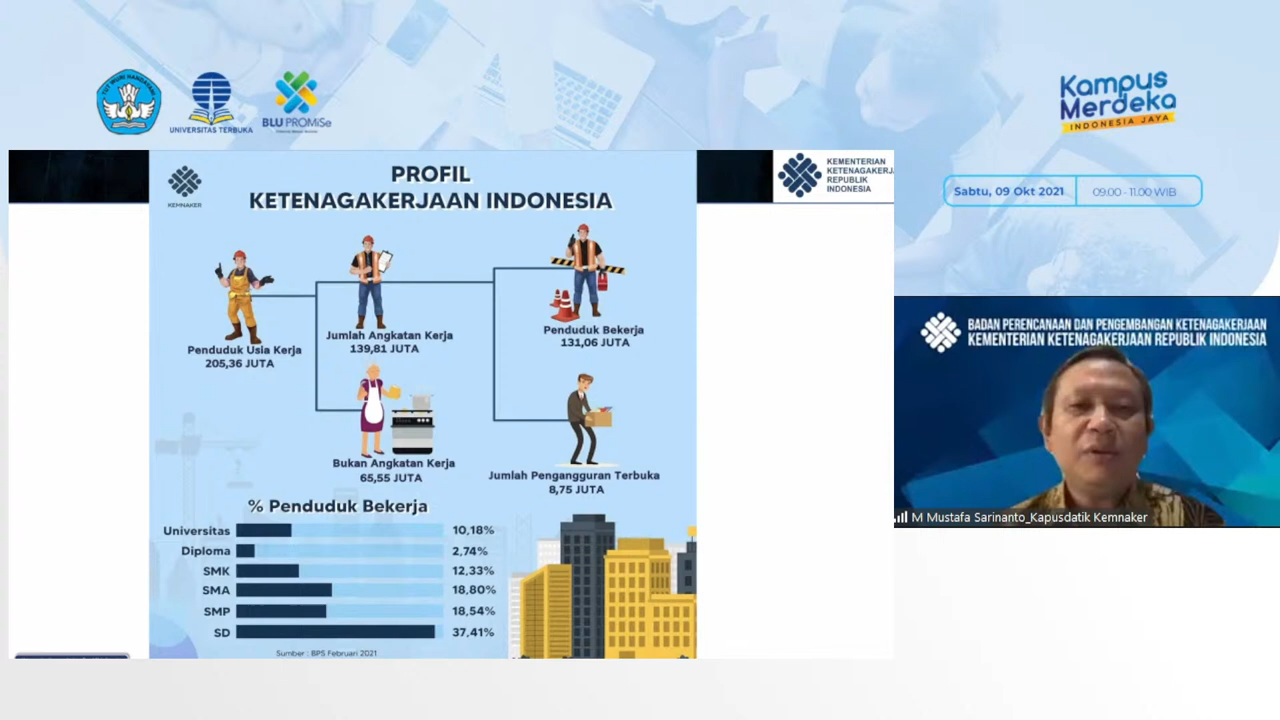 TUT WURI HANDAYANI
UNIVERSITAS TERBUKA
BLU PROMiSe
Kampus
Merdeka
INDONESIA JAYA
Sabtu, 09 Okt 2021
09.00 - 11.00 WIB
KEMNAKER
PROFIL
KETENAGAKERJAAN INDONESIA
KEMENTERIAN
KETENAGAKERJ
REPUBLIK
INDONESIA
Penduduk Usia Kerja
205,36 JUTA
Jumlah Angkatan Kerja
139,81 JUTA
Penduduk Bekerja
131,06 JUTA
Bukan Angkatan Kerja
65,55 JUTA
Jumlah Pengangguran Terbuka
8,75 JUTA
% Penduduk Bekerja
Universitas 10,18%
Diploma 2,74%
SMK 12,33%
SMA 18,80%
SMP 18,54%
SD 37,41%
Sumber : BPS Februari 2021
BADAN PERENCANAAN DAN PENGEMBANGAN KETENAGAKERJAAN
KEMENTERIAN KETENAGAKERJAAN REPUBLIK INDONESIA
M Mustafa Sarinanto_Kapusdatik Kemnaker